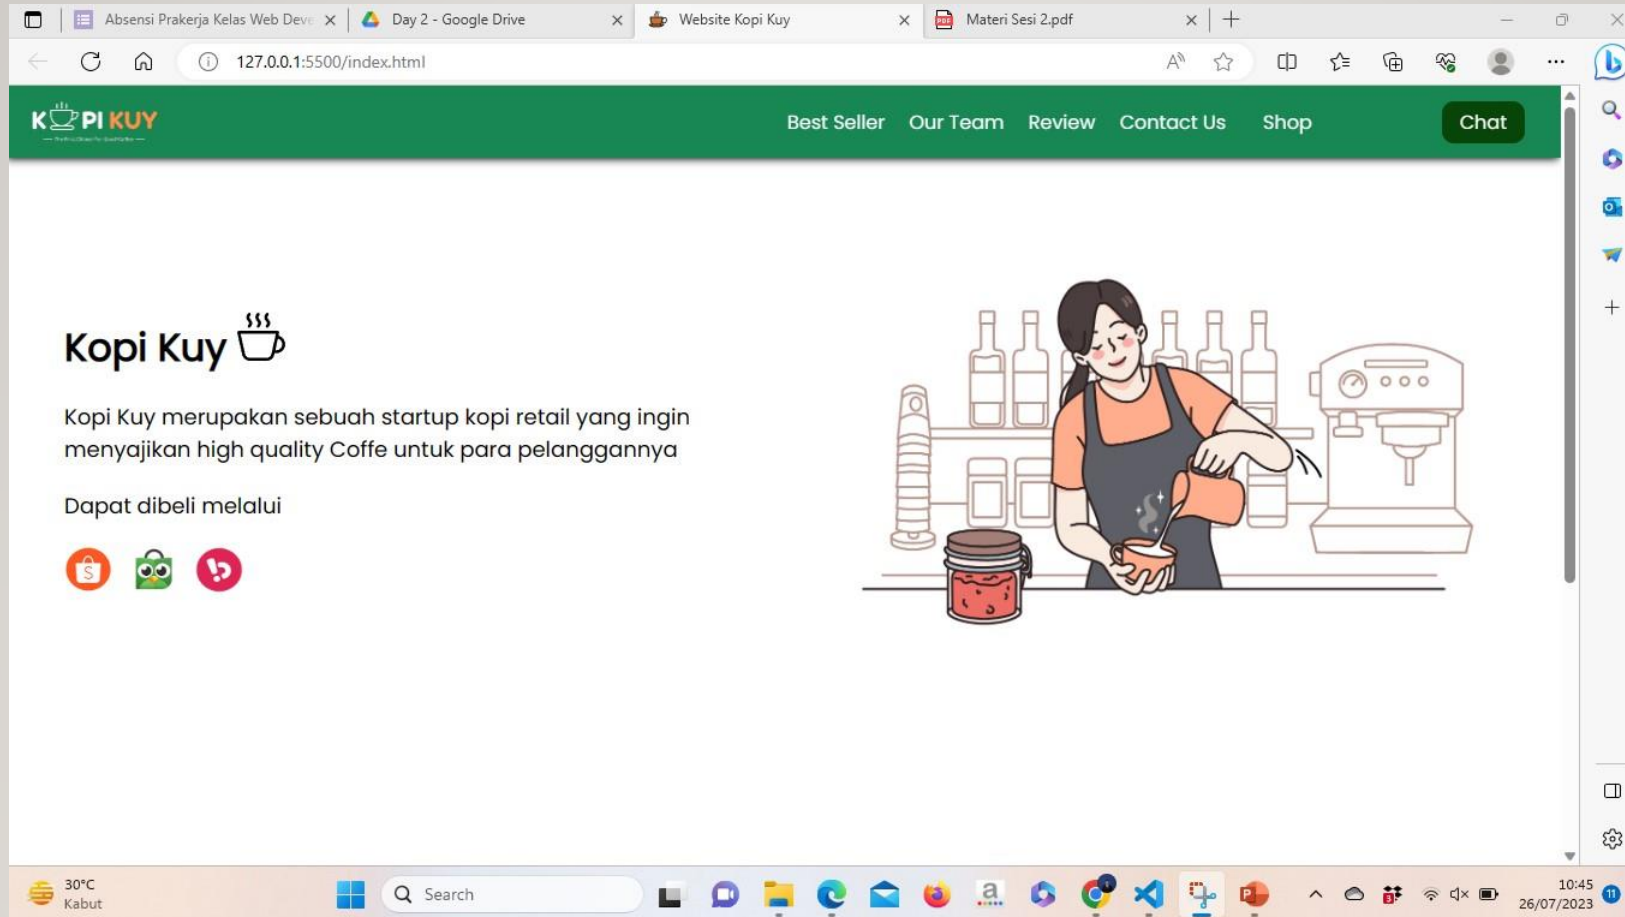 Absensi Prakerja Kelas Web Deve
Day 2 - Google Drive
Website Kopi Kuy
PDF
Materi Sesi 2.pdf
127.0.0.1:5500/index.html
KOPI KUY
Best Seller
Our Team
Review
Contact Us
Shop
Chat
Kopi Kuy
Kopi Kuy merupakan sebuah startup kopi retail yang ingin
menyajikan high quality Coffe untuk para pelanggannya
Dapat dibeli melalui
30°C
Kabut
Search
10:45
26/07/2023
11